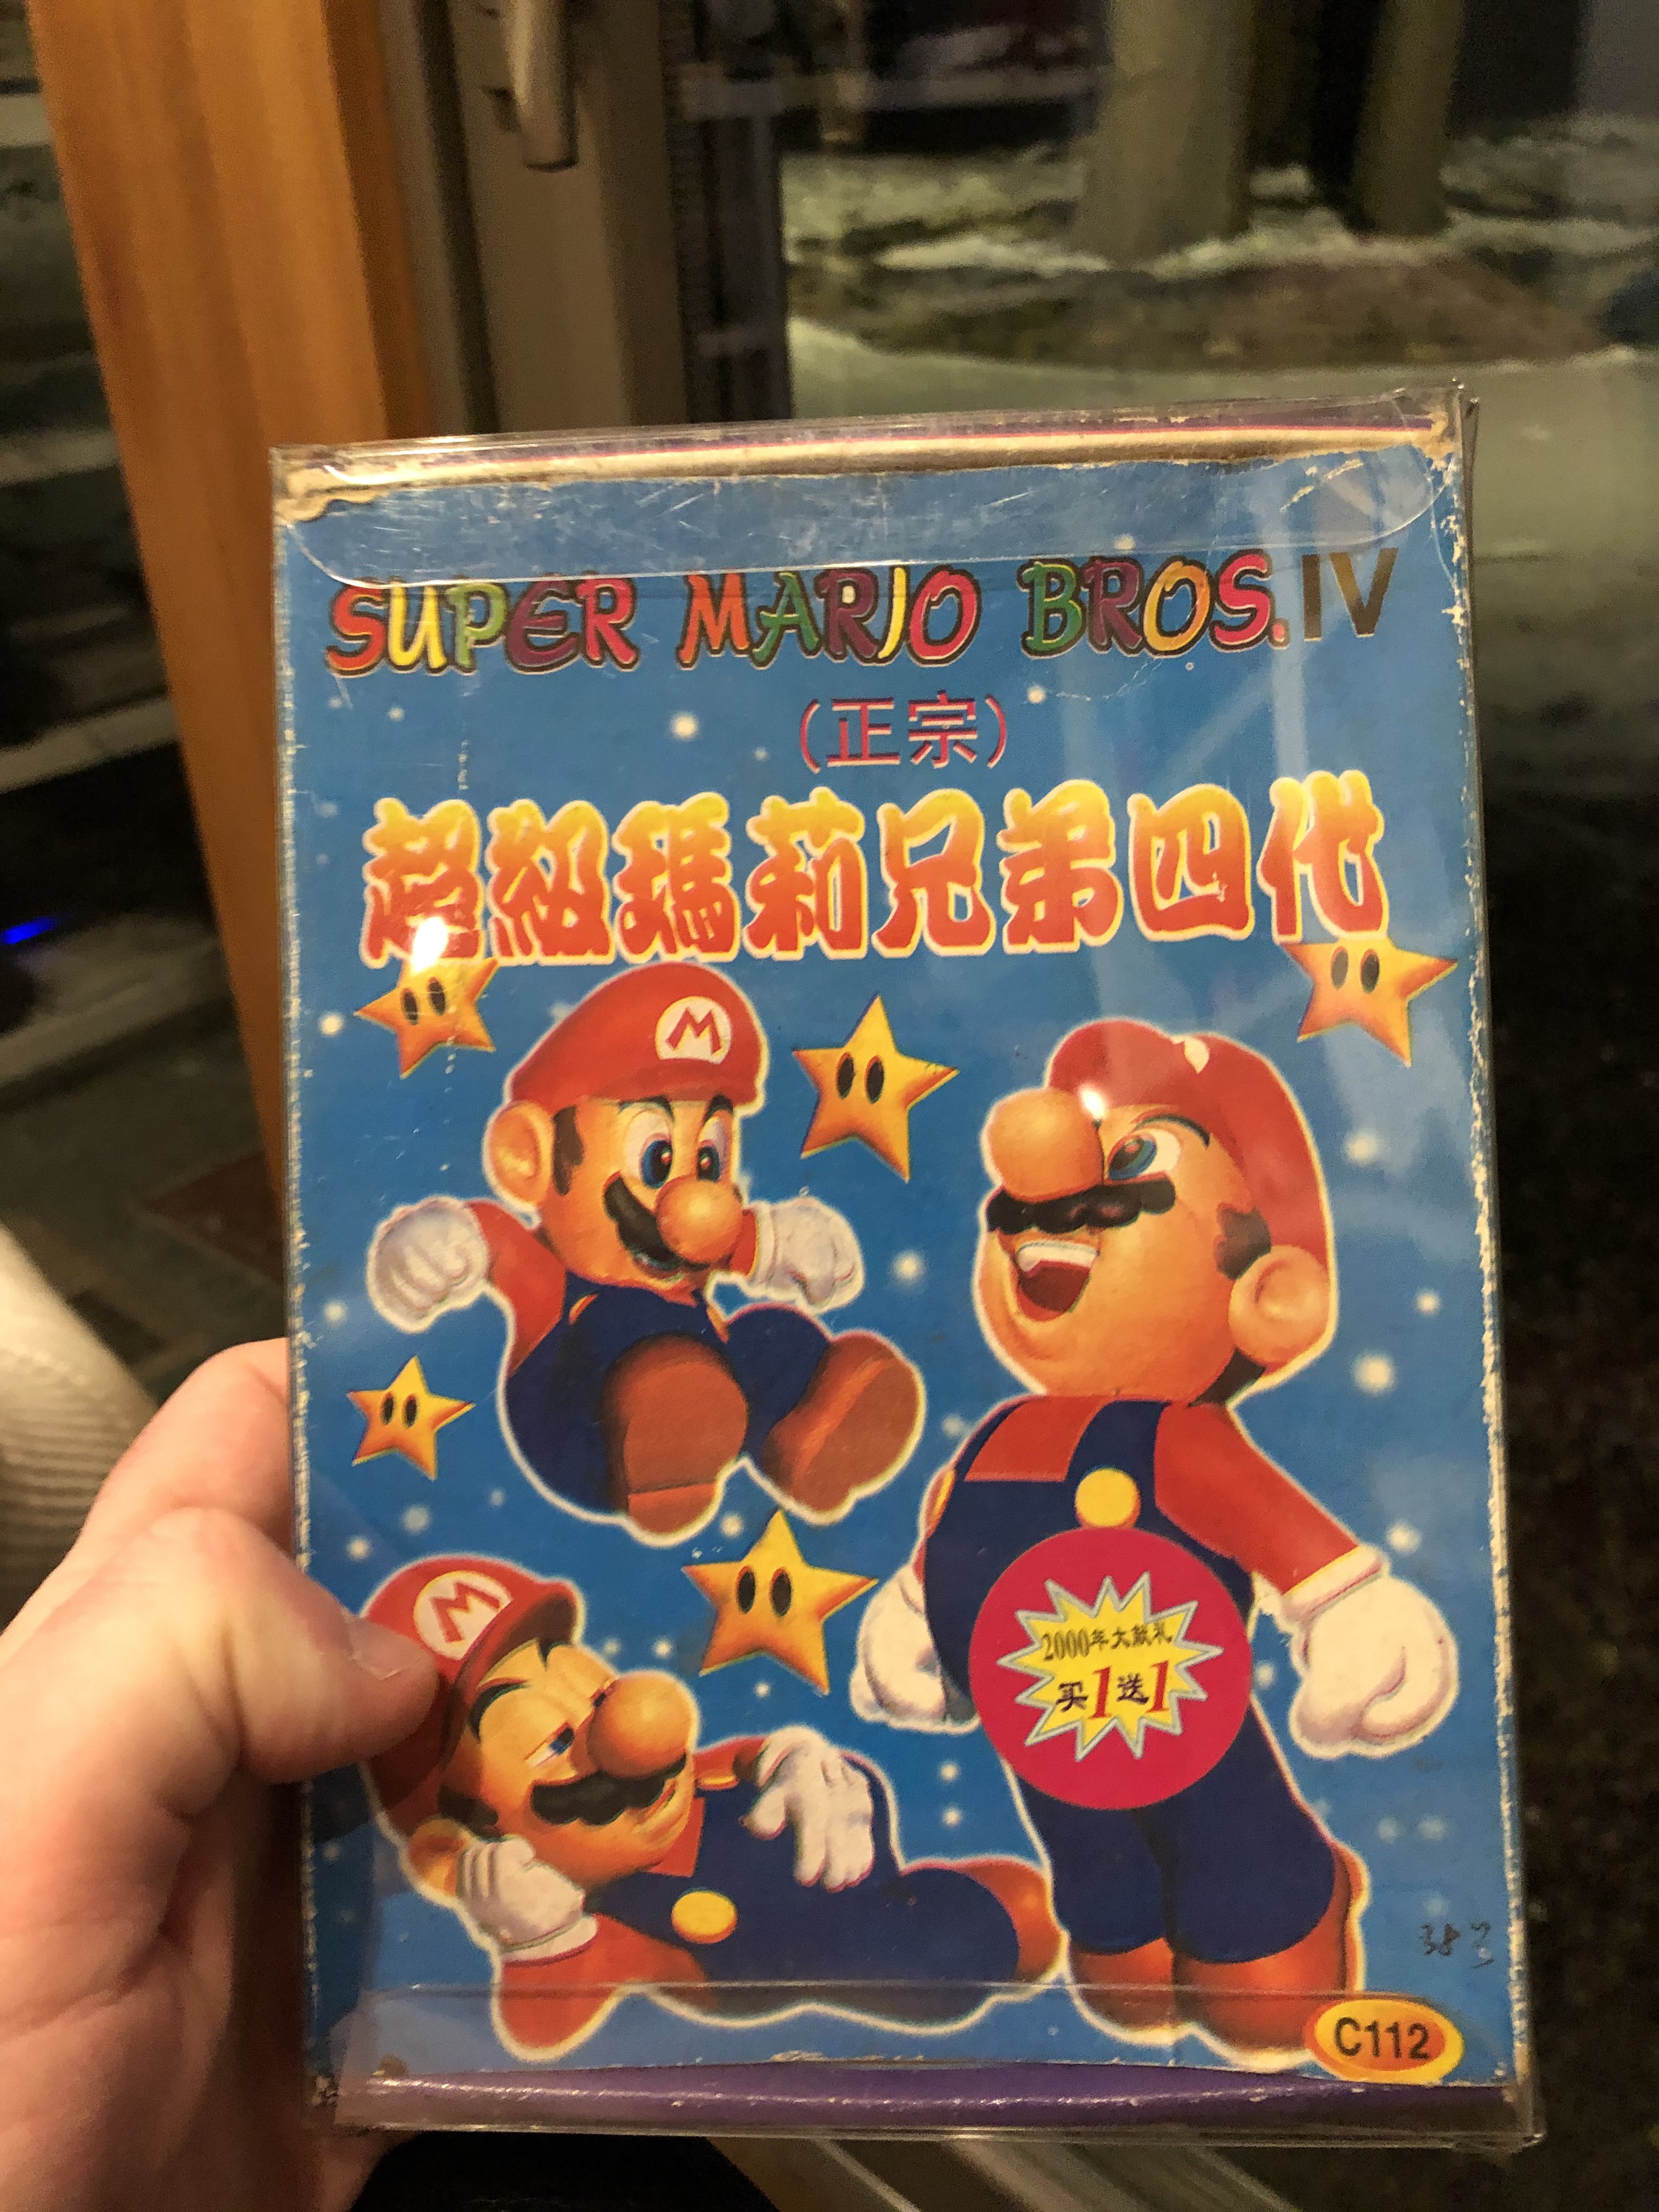 SUPER MARIO BROS.IV
(正宗)
超級瑪莉兄弟四代
M
M
2000年大献礼
买1送1
C112